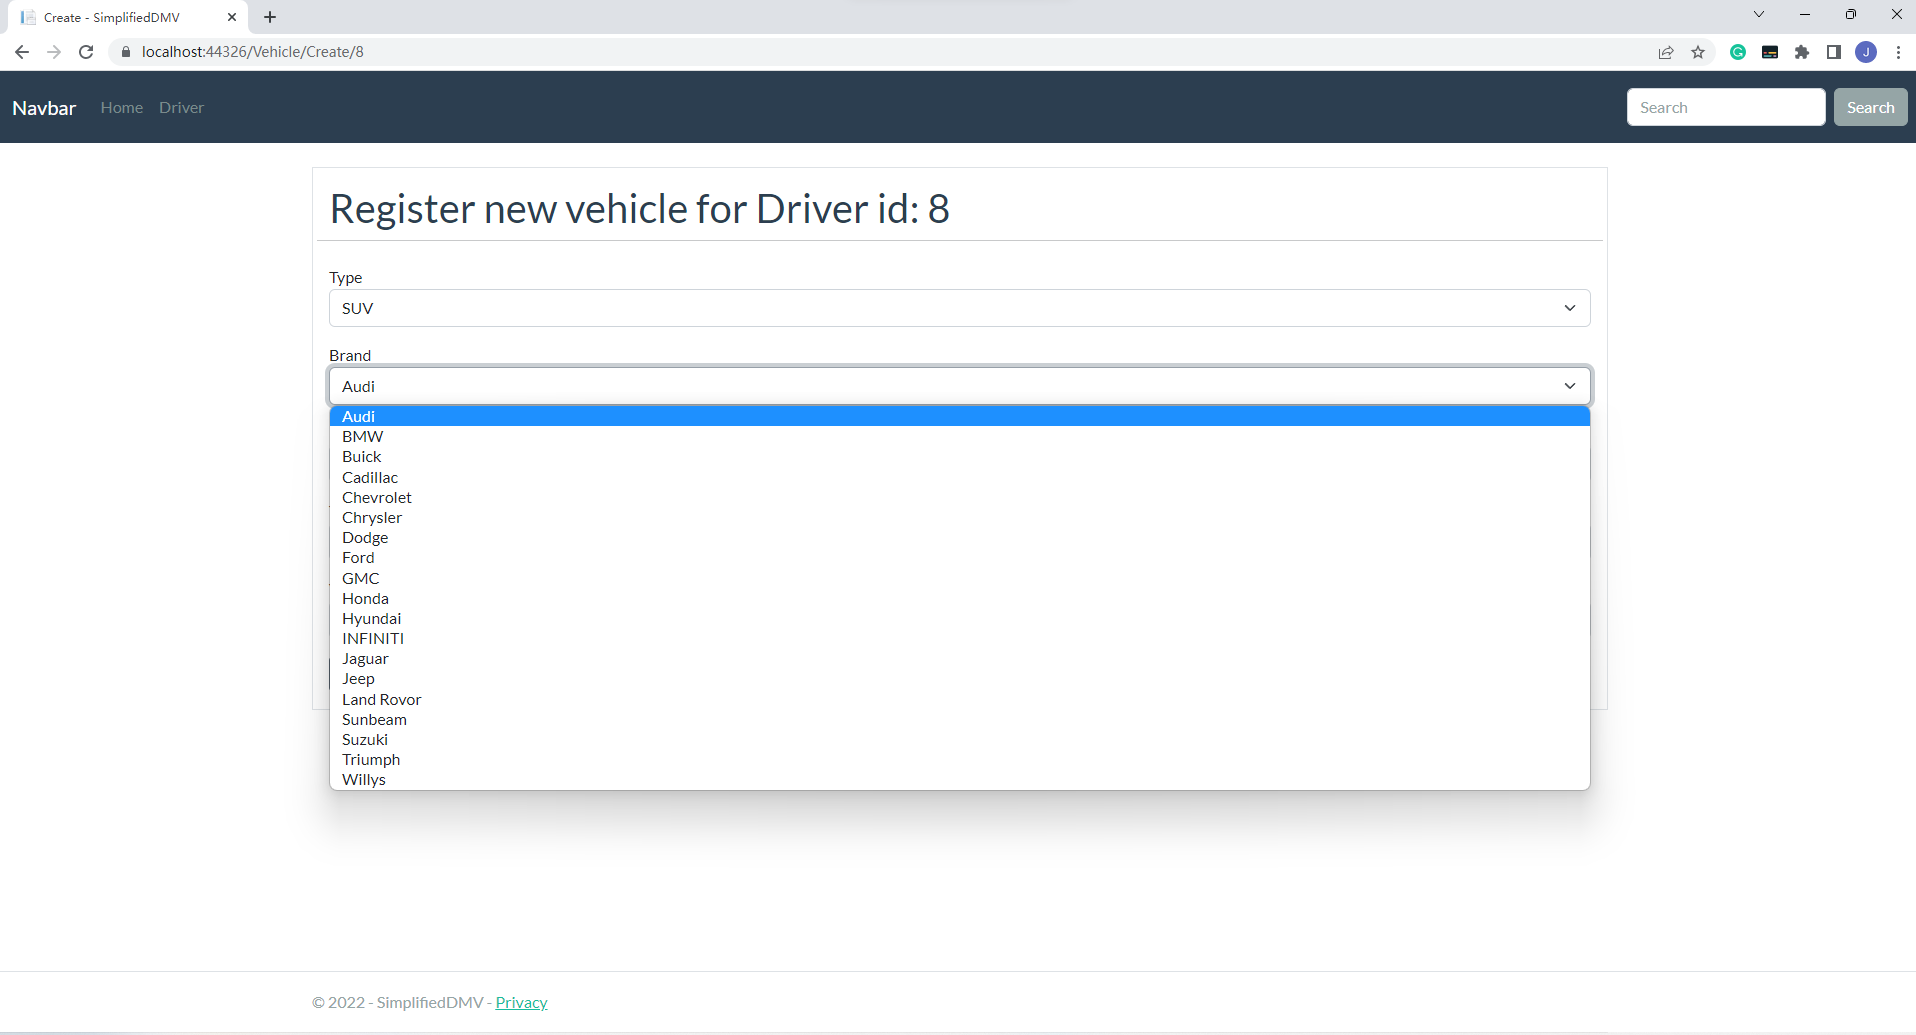 Create - SimplifiedDMV
localhost:44326/Vehicle/Create/8
J
Navbar Home Driver Search Search
Register new vehicle for Driver id: 8
Type
SUV
Brand
Audi
Audi
BMW
Buick
Cadillac
Chevrolet
Chrysler
Dodge
Ford
GMC
Honda
Hyundai
INFINITI
Jaguar
Jeep
Land Rovor
Sunbeam
Suzuki
Triumph
Willys
© 2022 - SimplifiedDMV - Privacy